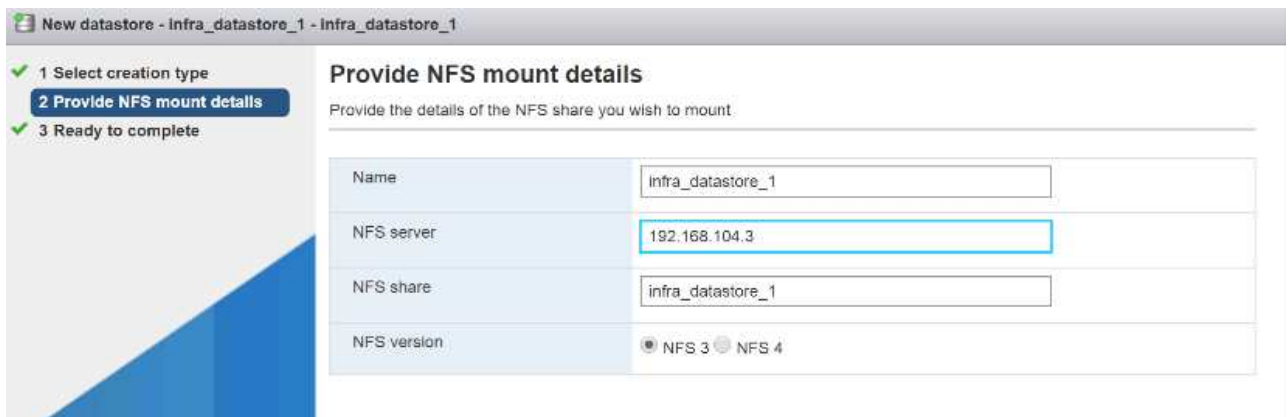 New datastore - infra_datastore_1 - infra_datastore_1
1 Select creation type
2 Provide NFS mount details
3 Ready to complete
Provide NFS mount details
Provide the details of the NFS share you wish to mount
Name
infra_datastore_1
NFS server
192.168.104.3
NFS share
infra_datastore_1
NFS version
NFS 3 NFS 4